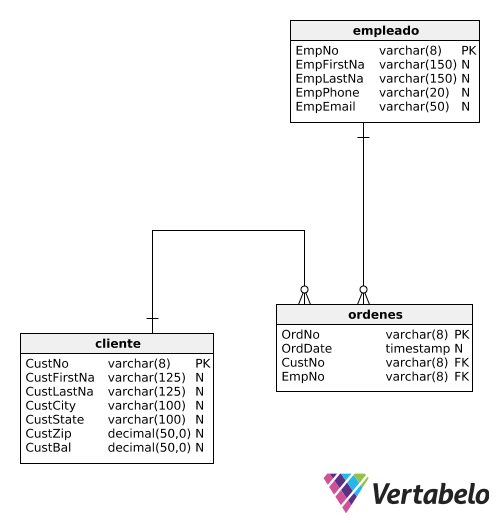 empleado
EmpNo varchar(8) PK
EmpFirstNa varchar(150) N
EmpLastNa varchar(150) N
EmpPhone varchar(20) N
EmpEmail varchar(50) N
ordenes
OrdNo varchar(8) PK
OrdDate timestamp N
CustNo varchar(8) FK
EmpNo varchar(8) FK
cliente
CustNo varchar(8) PK
CustFirstNa varchar(125) N
CustLastNa varchar(125) N
CustCity varchar(100) N
CustState varchar(100) N
CustZip decimal(50,0) N
CustBal decimal(50,0) N
Vertabelo